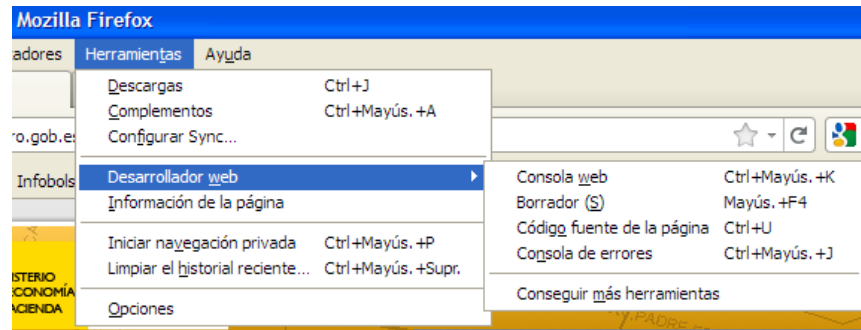 Mozilla Firefox
adores Herramientas Ayuda
Descargas Ctrl+J
Complementos Ctrl+Mayús.+A
Configurar Sync...
ro.gob.es
Infobols
Desarrollador web
Información de la página
Iniciar navegación privada Ctrl+Mayús.+P
Limpiar el historial reciente... Ctrl+Mayús.+Supr.
Opciones
Consola web Ctrl+Mayús.+K
Borrador (S) Mayús.+F4
Código fuente de la página Ctrl+U
Consola de errores Ctrl+Mayús.+J
Conseguir más herramientas
ISTERIO
ECONOMÍA
ACIENDA
PADRE